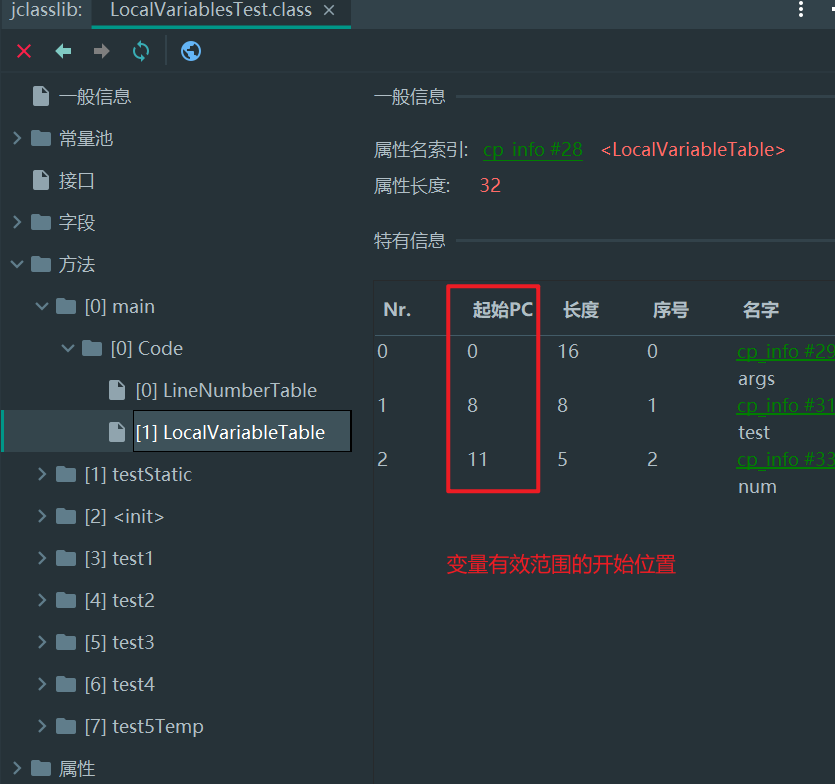 jclasslib:
LocalVariablesTest.class
一般信息
常量池
接口
字段
方法
[0] main
[0] Code
[0] LineNumberTable
[1] LocalVariableTable
[1] testStatic
[2] <init>
[3] test1
[4] test2
[5] test3
[6] test4
[7] test5Temp
属性
一般信息
属性名索引: cp_info #28 <LocalVariableTable>
属性长度: 32
特有信息
Nr. 起始PC 长度 序号 名字
0 0 16 0 cp_info #29
args
1 8 8 1 cp_info #31
test
2 11 5 2 cp_info #33
num
变量有效范围的开始位置